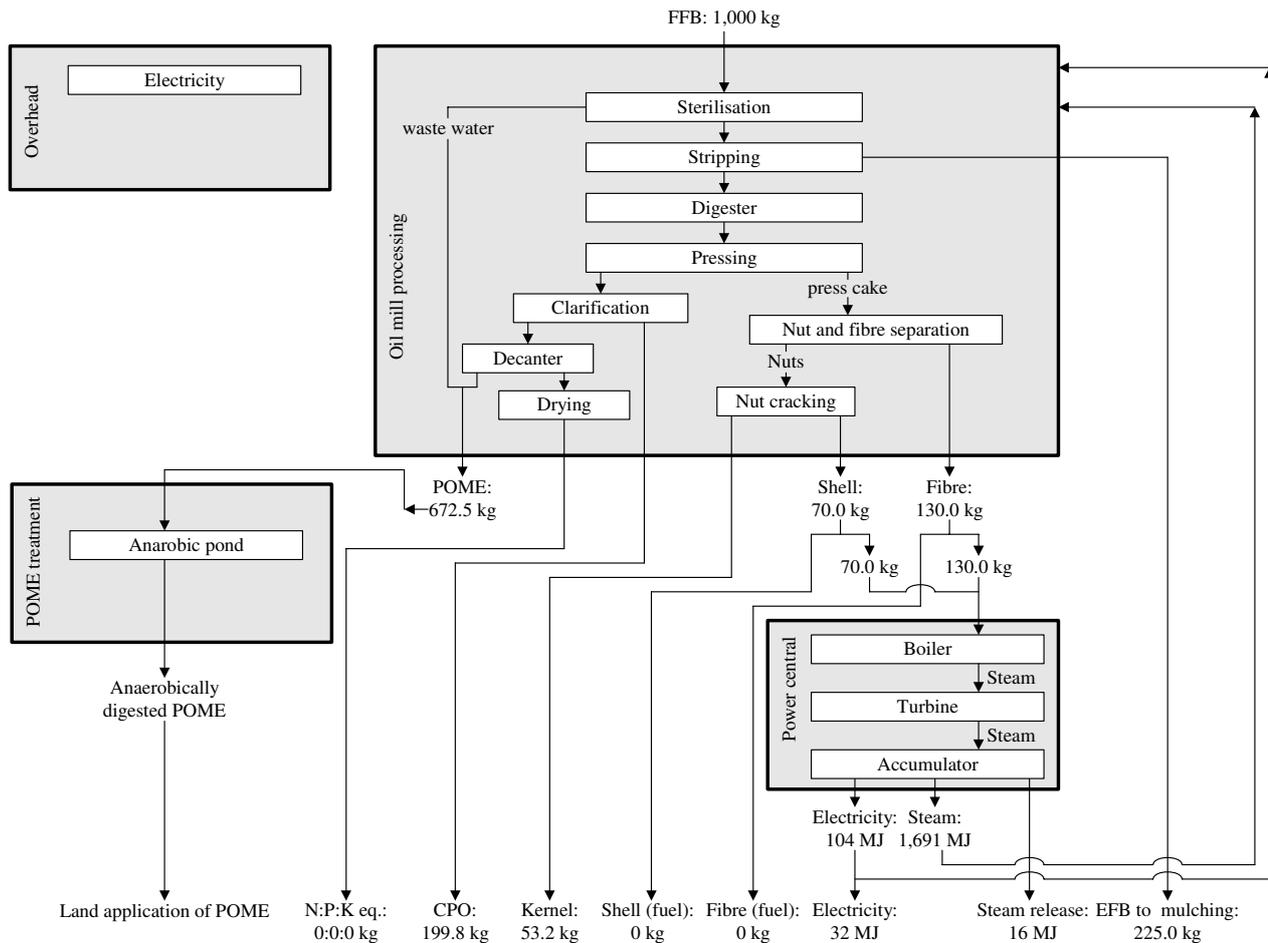 FFB: 1,000 kg
Overhead
Electricity
Oil mill processing
Sterilisation
waste water
Stripping
Digester
Pressing
press cake
Clarification
Nut and fibre separation
Decanter
Nuts
Drying
Nut cracking
POME:
672.5 kg
Shell:
70.0 kg
Fibre:
130.0 kg
POME treatment
Anarobic pond
70.0 kg
130.0 kg
Power central
Boiler
Steam
Turbine
Steam
Accumulator
Anaerobically
digested POME
Electricity:
104 MJ
Steam:
1,691 MJ
Land application of POME
N:P:K eq.:
0:0:0 kg
CPO:
199.8 kg
Kernel:
53.2 kg
Shell (fuel):
0 kg
Fibre (fuel):
0 kg
Electricity:
32 MJ
Steam release:
16 MJ
EFB to mulching:
225.0 kg